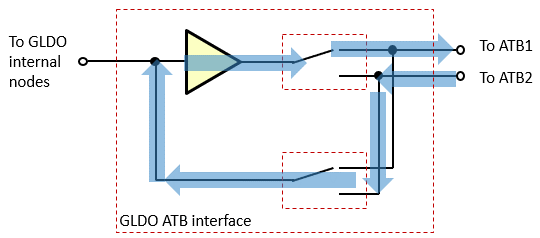 To GLDO
internal
nodes
To ATB1
To ATB2
GLDO ATB interface